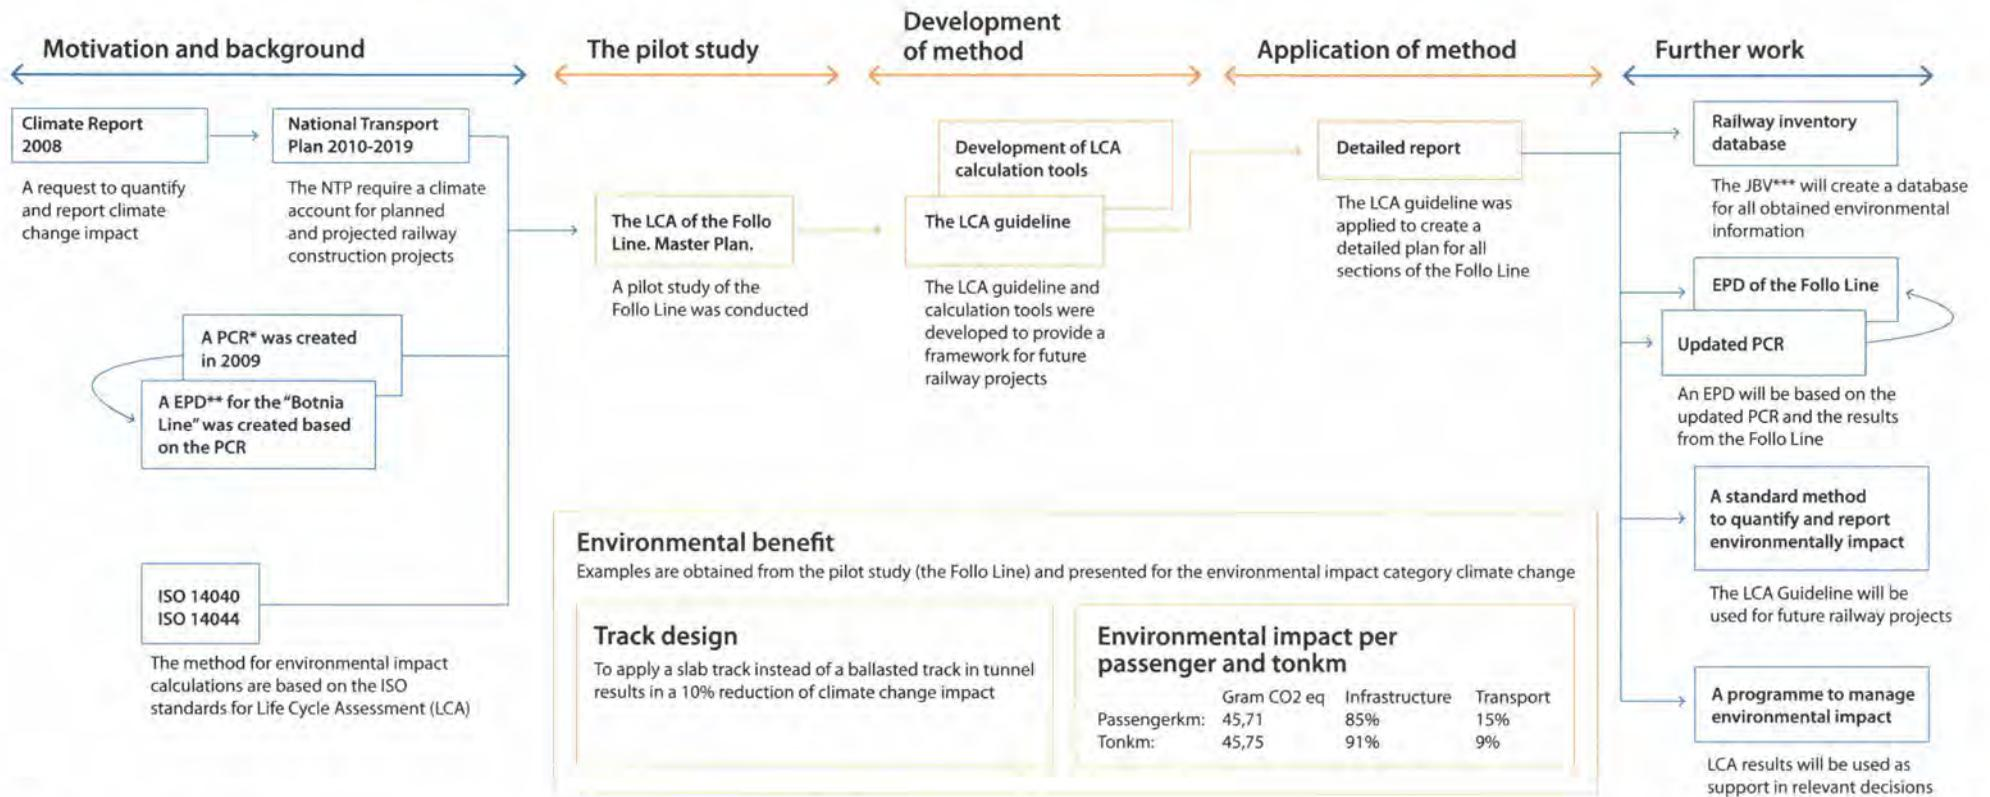 Motivation and background
The pilot study
Development
of method
Application of method
Further work
Climate Report
2008
A request to quantify
and report climate
change impact
National Transport
Plan 2010-2019
The NTP require a climate
account for planned
and projected railway
construction projects
A PCR* was created
in 2009
A EPD** for the "Botnia
Line" was created based
on the PCR
ISO 14040
ISO 14044
The method for environmental impact
calculations are based on the ISO
standards for Life Cycle Assessment (LCA)
The LCA of the Follo
Line. Master Plan.
A pilot study of the
Follo Line was conducted
Development of LCA
calculation tools
The LCA guideline
The LCA guideline and
calculation tools were
developed to provide a
framework for future
railway projects
Detailed report
The LCA guideline was
applied to create a
detailed plan for all
sections of the Follo Line
Railway inventory
database
The JBV*** will create a database
for all obtained environmental
information
EPD of the Follo Line
Updated PCR
An EPD will be based on the
updated PCR and the results
from the Follo Line
A standard method
to quantify and report
environmentally impact
The LCA Guideline will be
used for future railway projects
A programme to manage
environmental impact
LCA results will be used as
support in relevant decisions
Environmental benefit
Examples are obtained from the pilot study (the Follo Line) and presented for the environmental impact category climate change
Track design
To apply a slab track instead of a ballasted track in tunnel
results in a 10% reduction of climate change impact
Environmental impact per
passenger and tonkm
Gram CO2 eq Infrastructure Transport
Passengerkm: 45,71 85% 15%
Tonkm: 45,75 91% 9%